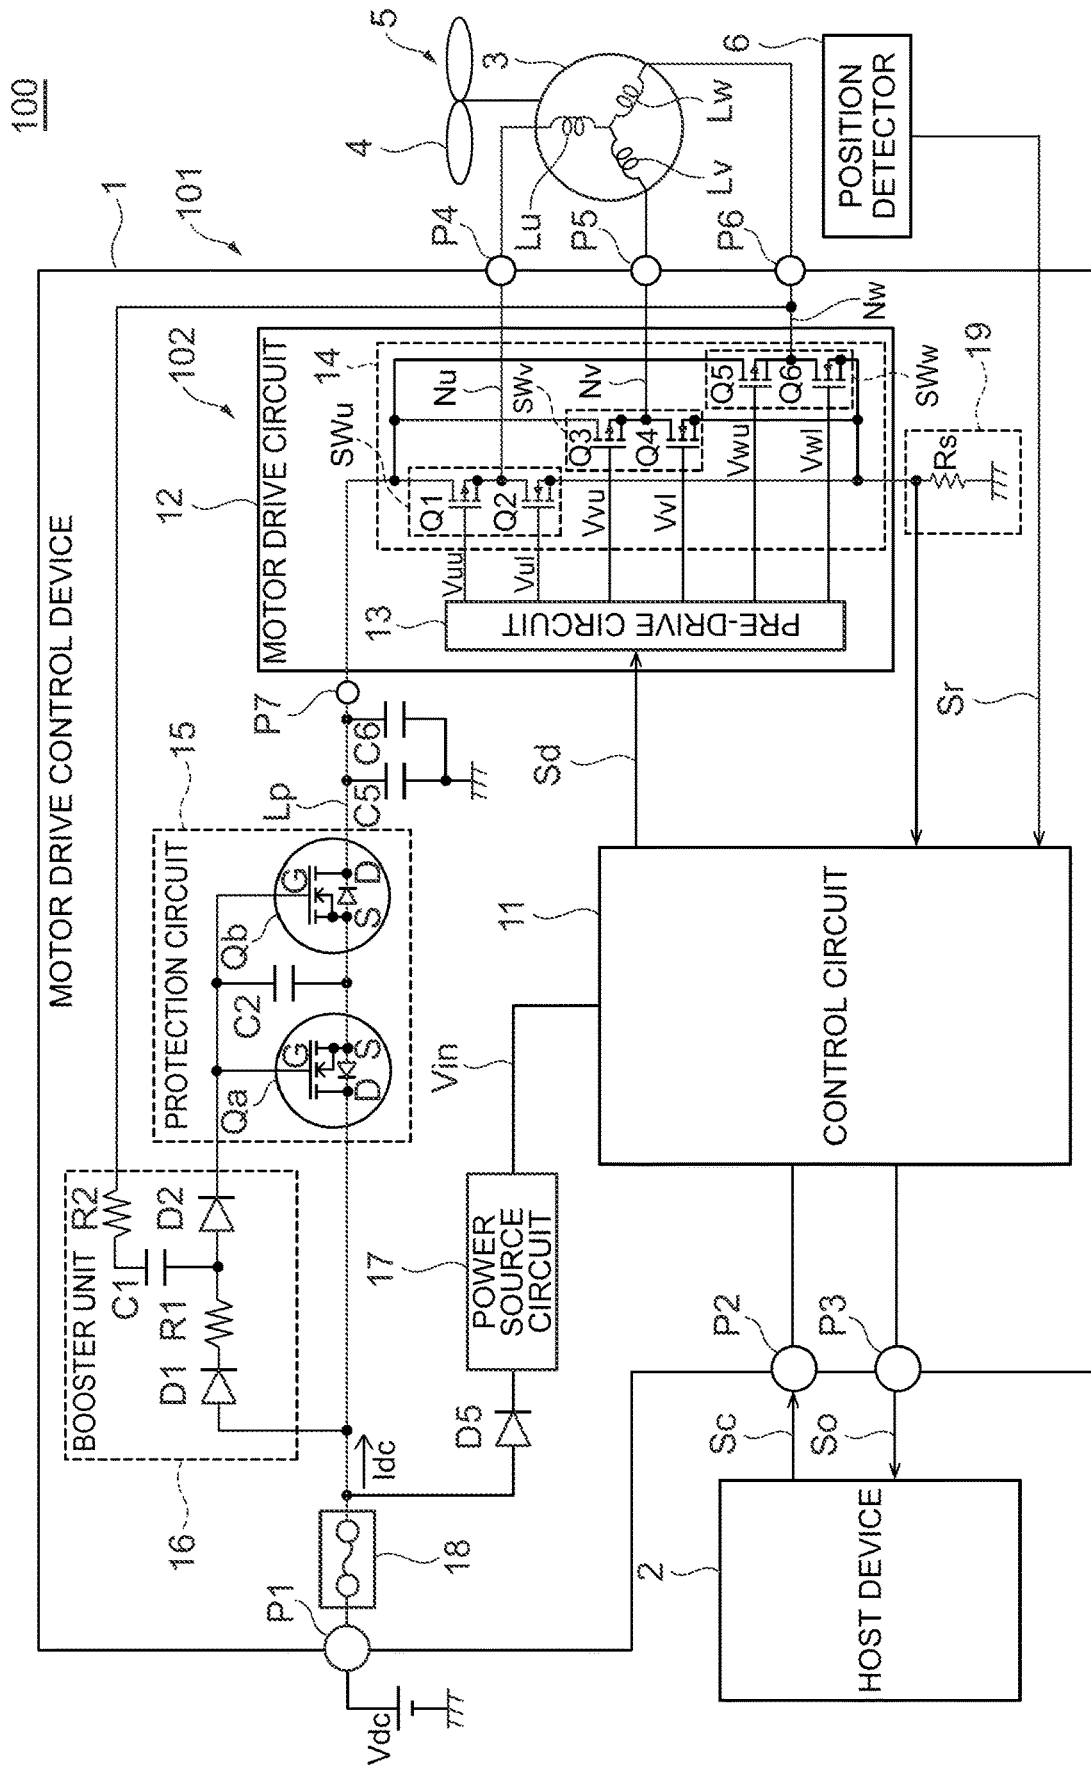 100
MOTOR DRIVE CONTROL DEVICE
1
101
102
BOOSTER UNIT
16
D1
R1
C1
R2
D2
PROTECTION CIRCUIT
15
Qa
G
D
S
C2
Qb
G
S
D
Lp
C5
C6
P7
Vdc
P1
18
Idc
D5
17
POWER
SOURCE
CIRCUIT
Vin
MOTOR DRIVE CIRCUIT
12
13
PRE-DRIVE CIRCUIT
14
SWu
Nu
SWv
Nv
SWw
Nw
Q1
Q2
Q3
Q4
Q5
Q6
Vuu
Vul
Vvu
Vvl
Vwu
Vwl
19
Rs
P4
P5
P6
Lu
Lv
Lw
3
4
5
6
POSITION
DETECTOR
Sd
Sr
11
CONTROL CIRCUIT
P2
P3
Sc
So
2
HOST DEVICE